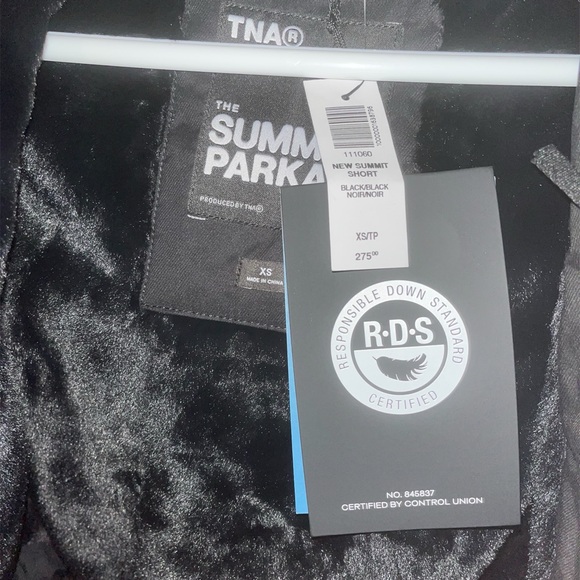 TNA®
THE
SUMM
PARKA
PRODUCED BY TNA®
XS
MADE IN CHINA
111060
NEW SUMMIT
SHORT
BLACK/BLACK
NOIR/NOIR
XS/TP
275⁰⁰
RESPONSIBLE DOWN STANDARD
R·D·S
CERTIFIED
NO. 845837
CERTIFIED BY CONTROL UNION